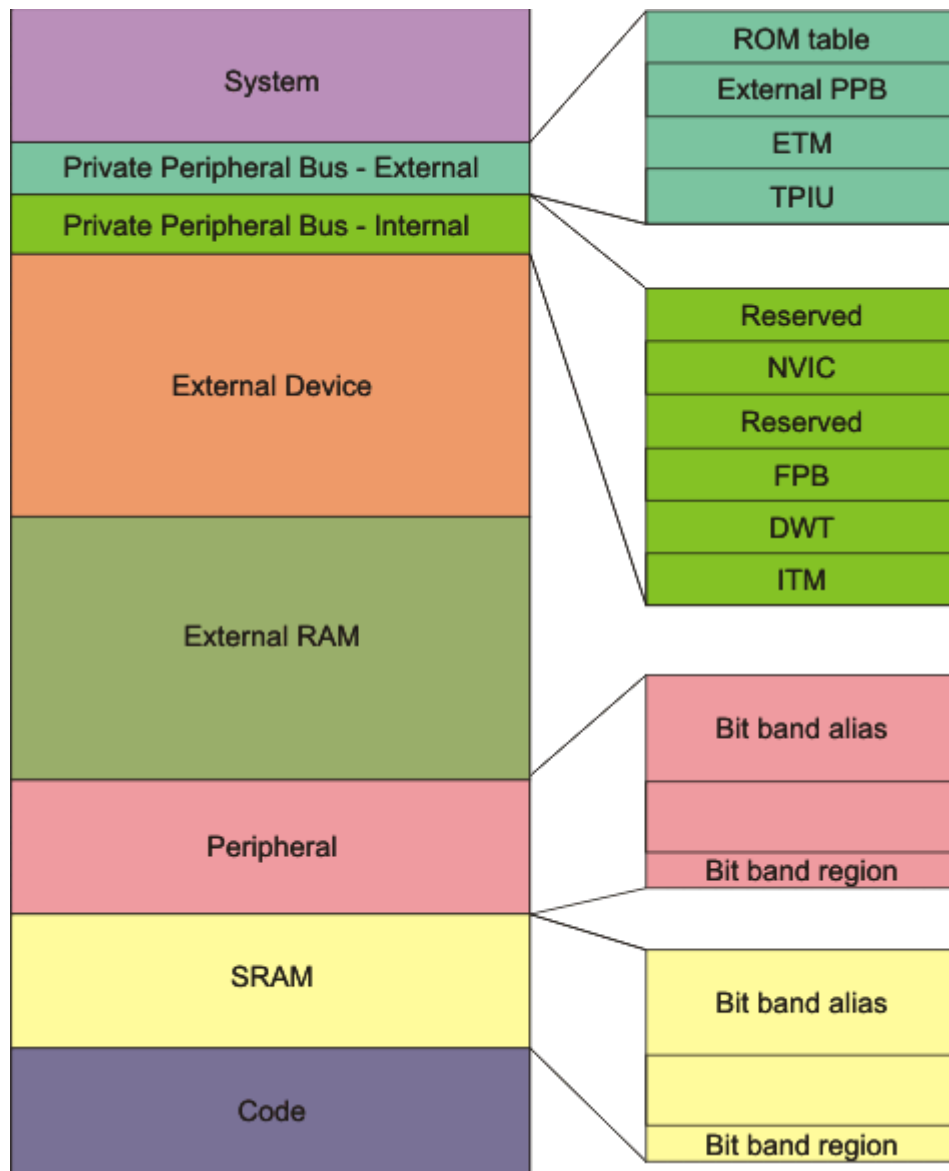 System
Private Peripheral Bus - External
Private Peripheral Bus - Internal
External Device
External RAM
Peripheral
SRAM
Code
ROM table
External PPB
ETM
TPIU
Reserved
NVIC
Reserved
FPB
DWT
ITM
Bit band alias
Bit band region
Bit band alias
Bit band region